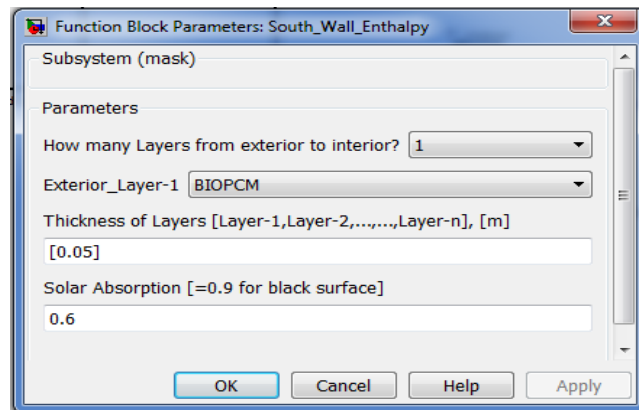 Function Block Parameters: South_Wall_Enthalpy
Subsystem (mask)
Parameters
How many Layers from exterior to interior? 1
Exterior_Layer-1 BIOPCM
Thickness of Layers [Layer-1,Layer-2,...,...,Layer-n], [m]
[0.05]
Solar Absorption [=0.9 for black surface]
0.6
OK Cancel Help Apply